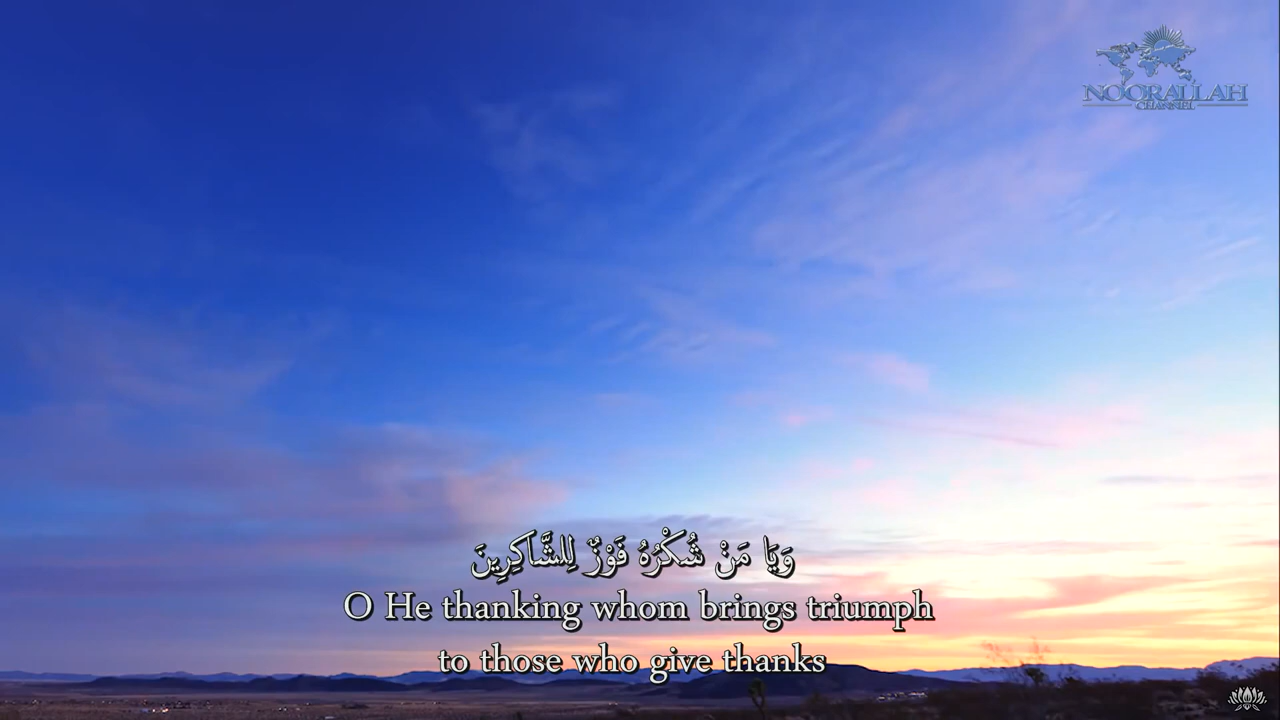 NOORALLAH
CHANNEL
وَيَا مَنْ شُكْرُهُ فَوْزٌ لِلشَّاكِرِينَ
O He thanking whom brings triumph
to those who give thanks